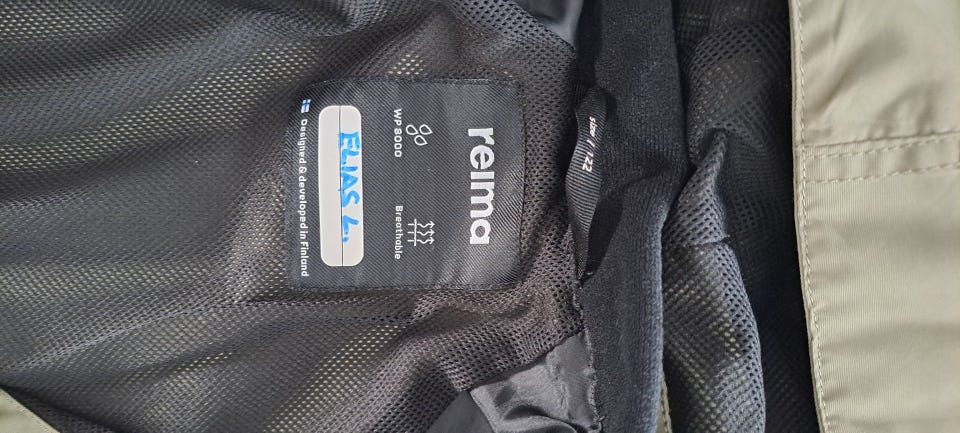 size / 122
reima
WP 8000
Breathable
ELIAS L.
Designed & developed in Finland